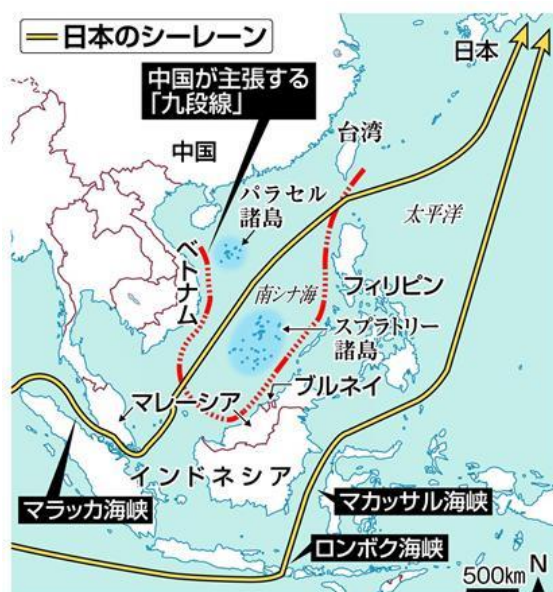 日本のシーレーン
日本
中国が主張する
「九段線」
中国
台湾
パラセル
諸島
太平洋
ベトナム
南シナ海
フィリピン
スプラトリー
諸島
ブルネイ
マレーシア
インドネシア
マラッカ海峡
マカッサル海峡
ロンボク海峡
500km
N